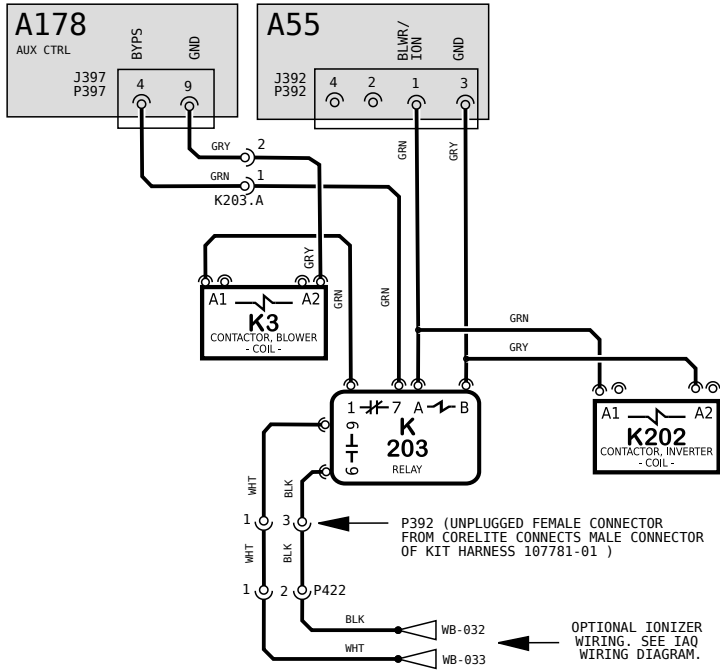 A178
AUX CTRL
BYPS
GND
J397
P397
4
9
A55
BLWR/
ION
GND
J392
P392
4
2
1
3
GRY
2
GRN
1
K203.A
GRN
GRY
GRY
GRN
GRN
A1
A2
K3
CONTACTOR, BLOWER
- COIL -
GRN
GRY
1
7
A
B
9
6
K
203
RELAY
A1
A2
K202
CONTACTOR, INVERTER
- COIL -
WHT
BLK
1
3
P392 (UNPLUGGED FEMALE CONNECTOR
FROM CORELITE CONNECTS MALE CONNECTOR
OF KIT HARNESS 107781-01 )
WHT
BLK
1
2
P422
BLK
WB-032
WHT
WB-033
OPTIONAL IONIZER
WIRING. SEE IAQ
WIRING DIAGRAM.